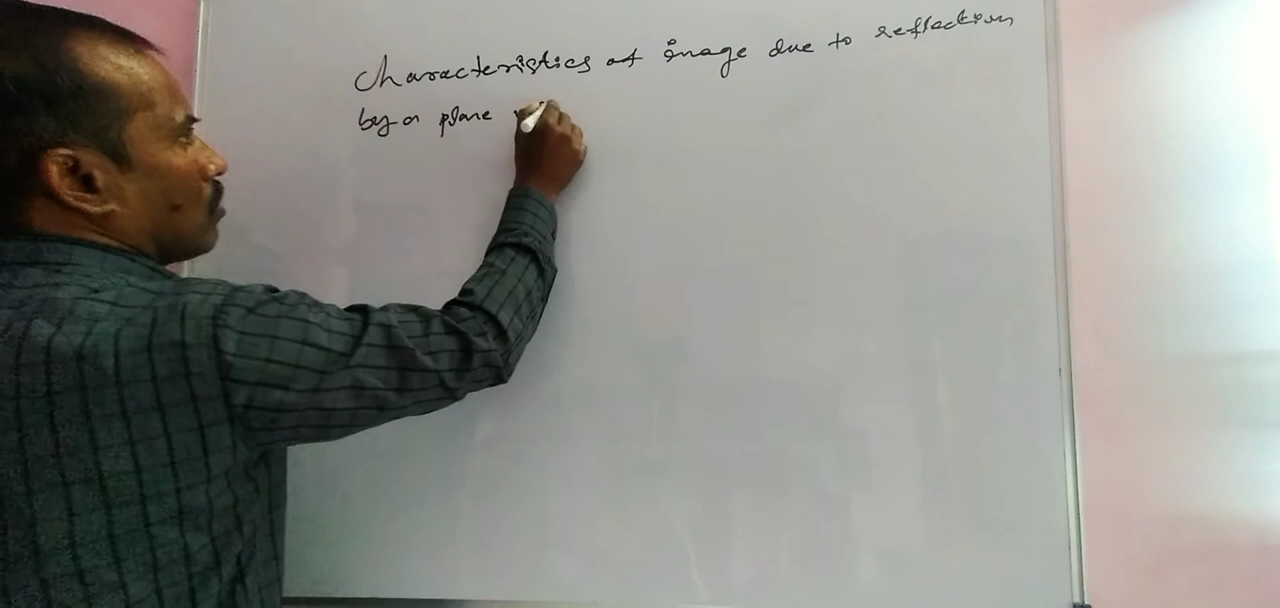 Characteristics of image due to reflection
by a plane